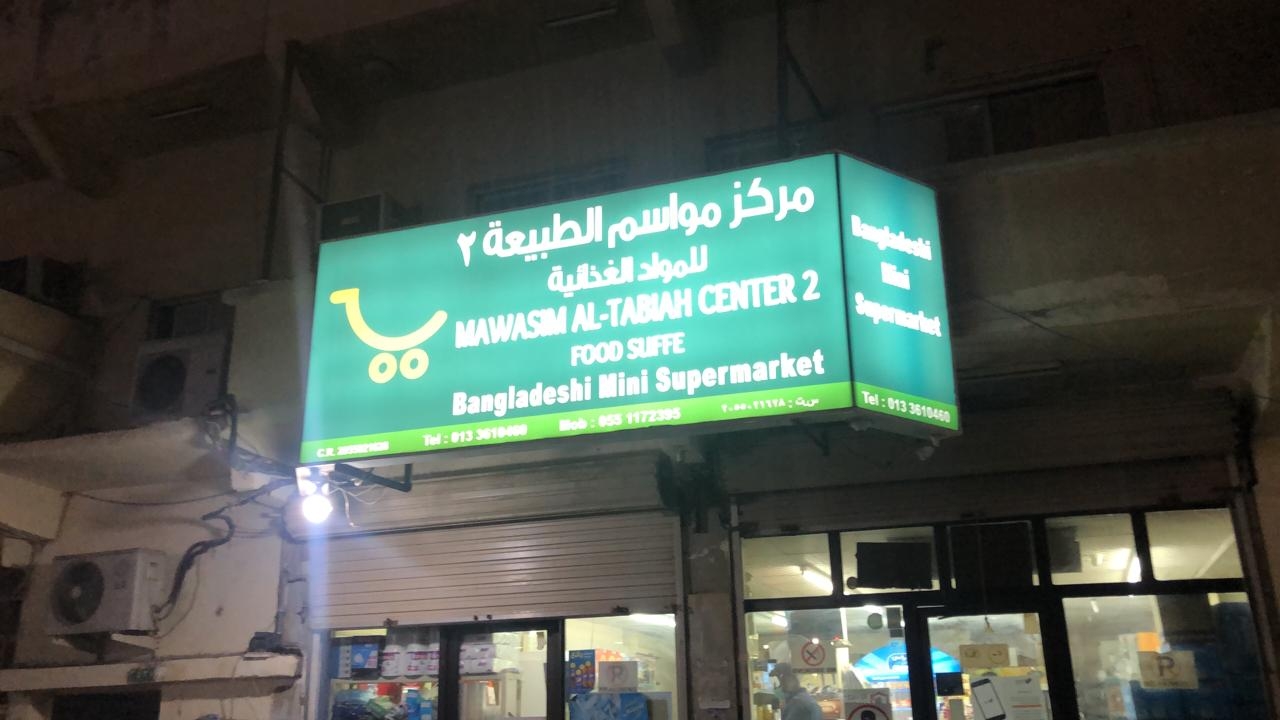 مركز مواسم الطبيعة ٢
للمواد الغذائية
MAWASIM AL-TABIAH CENTER 2
FOOD SUFFE
Bangladeshi Mini Supermarket
C.R. Tel : 013 3610460 Mob : 055 1172395 س.ت :
Bangladeshi
Mini
Supermarket
Tel : 013 3610460